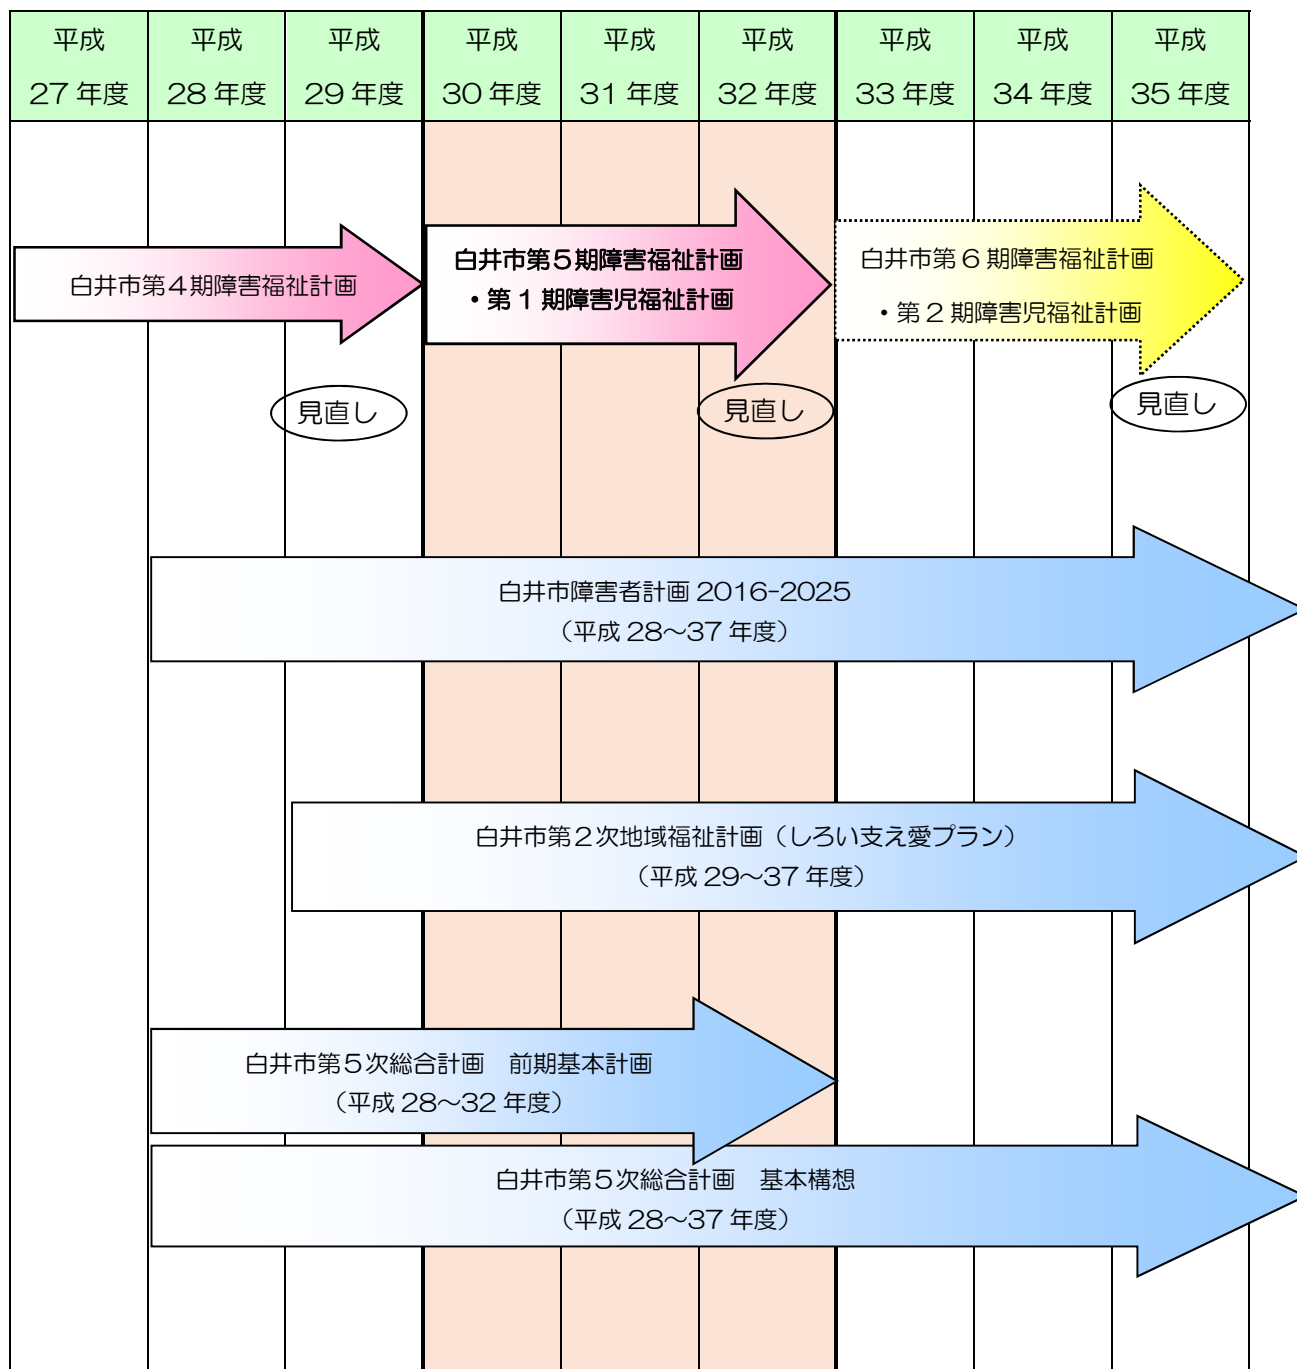 平成 平成 平成 平成 平成 平成 平成 平成 平成
27 年度 28 年度 29 年度 30 年度 31 年度 32 年度 33 年度 34 年度 35 年度
白井市第4期障害福祉計画
白井市第5期障害福祉計画
・第1期障害児福祉計画
白井市第6期障害福祉計画
・第2期障害児福祉計画
見直し 見直し 見直し
白井市障害者計画 2016-2025
（平成 28～37 年度）
白井市第2次地域福祉計画（しろい支え愛プラン）
（平成 29～37 年度）
白井市第5次総合計画　前期基本計画
（平成 28～32 年度）
白井市第5次総合計画　基本構想
（平成 28～37 年度）